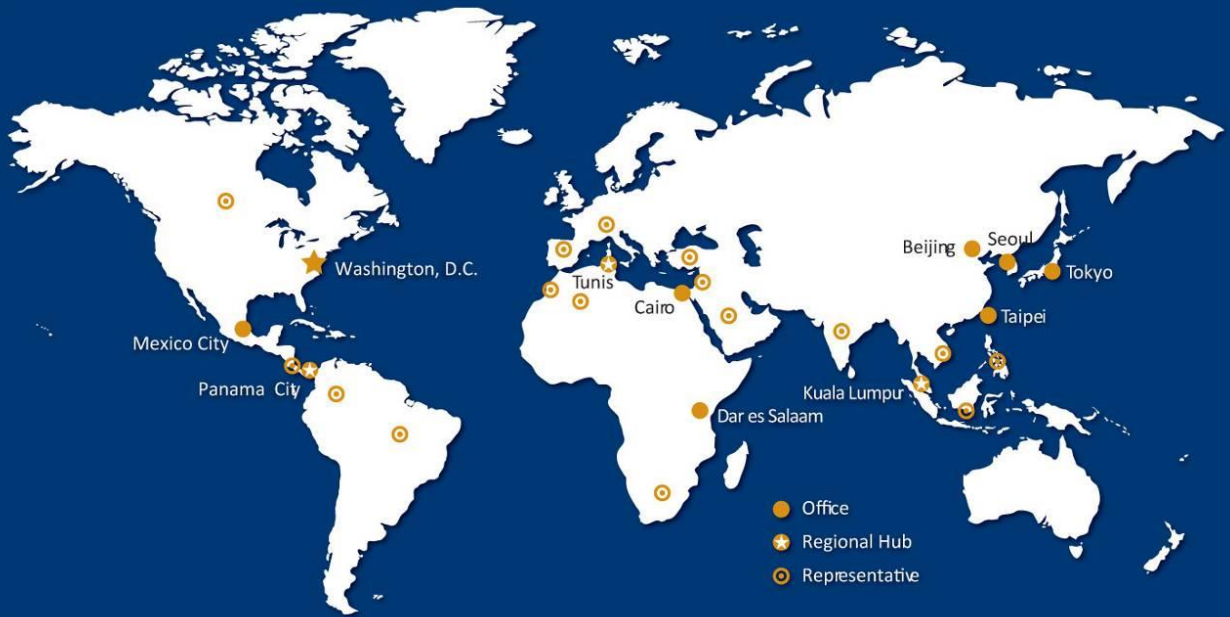 Washington, D.C.
Mexico City
Panama City
Tunis
Cairo
Dar es Salaam
Beijing
Seoul
Tokyo
Taipei
Kuala Lumpur
Office
Regional Hub
Representative